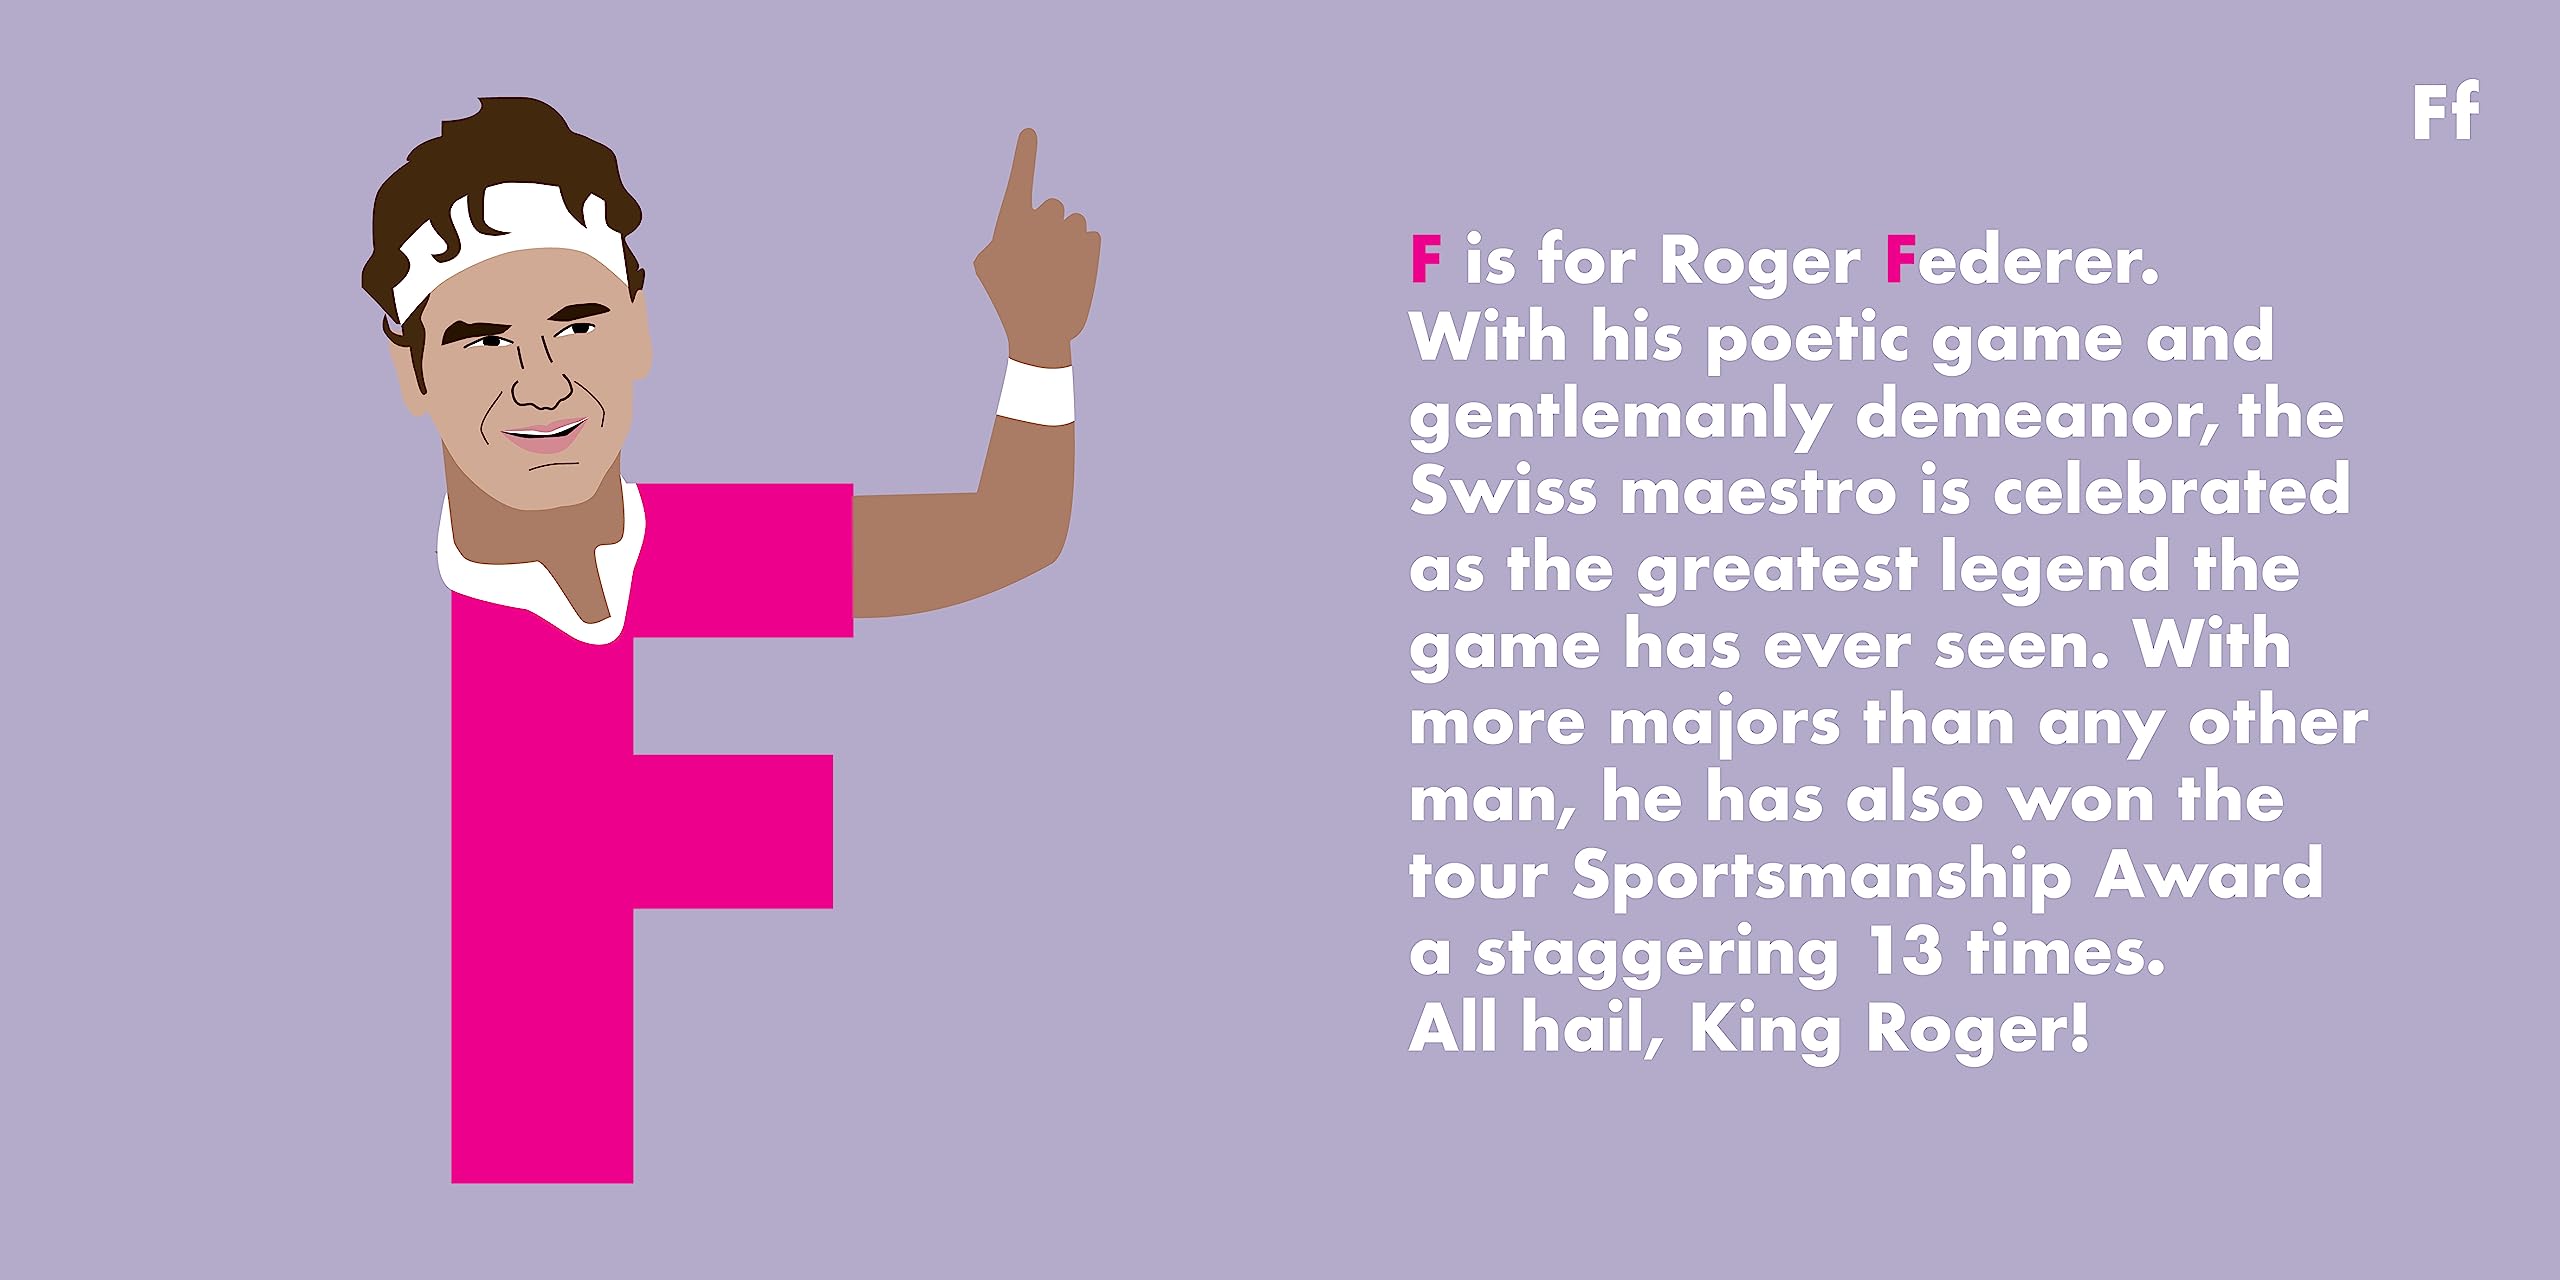 Ff
F is for Roger Federer.
With his poetic game and
gentlemanly demeanor, the
Swiss maestro is celebrated
as the greatest legend the
game has ever seen. With
more majors than any other
man, he has also won the
tour Sportsmanship Award
a staggering 13 times.
All hail, King Roger!